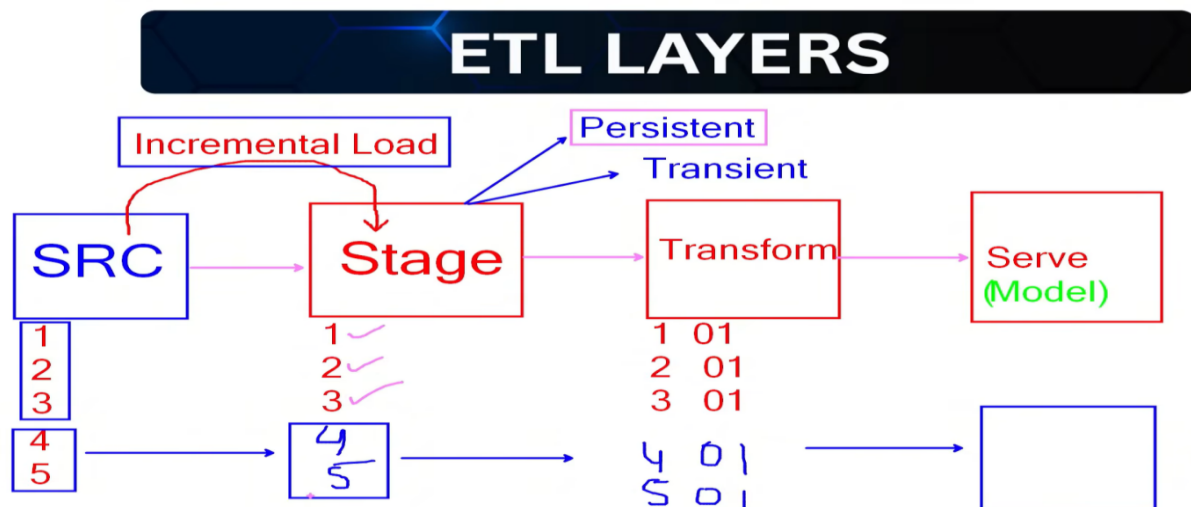 ETL LAYERS
Persistent
Incremental Load
Transient
SRC
Stage
Transform
Serve
(Model)
1
2
3
4
5
1
2
3
4
5
1 01
2 01
3 01
4 01
5 01